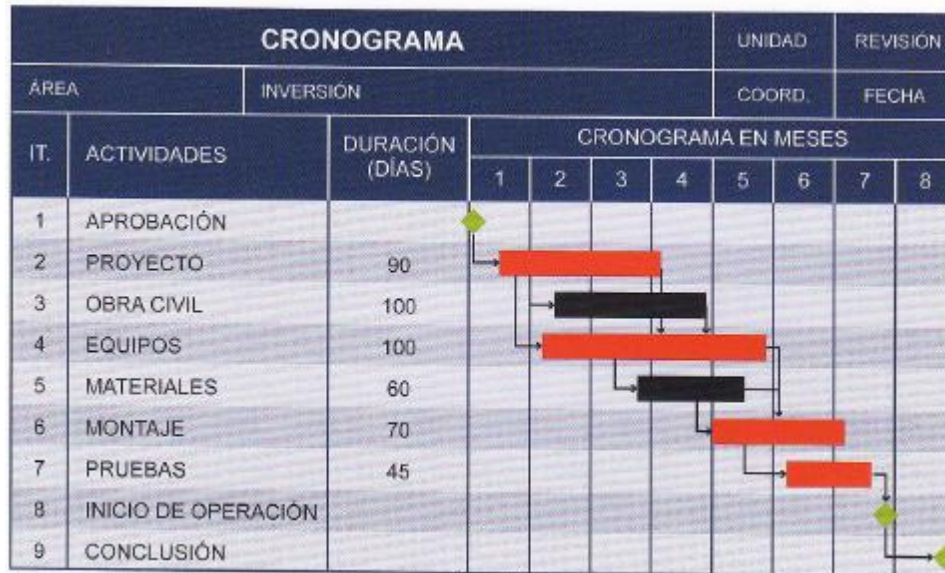 CRONOGRAMA UNIDAD REVISIÓN
ÁREA INVERSIÓN COORD. FECHA
IT. ACTIVIDADES DURACIÓN (DÍAS) CRONOGRAMA EN MESES
1 2 3 4 5 6 7 8
1 APROBACIÓN
2 PROYECTO 90
3 OBRA CIVIL 100
4 EQUIPOS 100
5 MATERIALES 60
6 MONTAJE 70
7 PRUEBAS 45
8 INICIO DE OPERACIÓN
9 CONCLUSIÓN